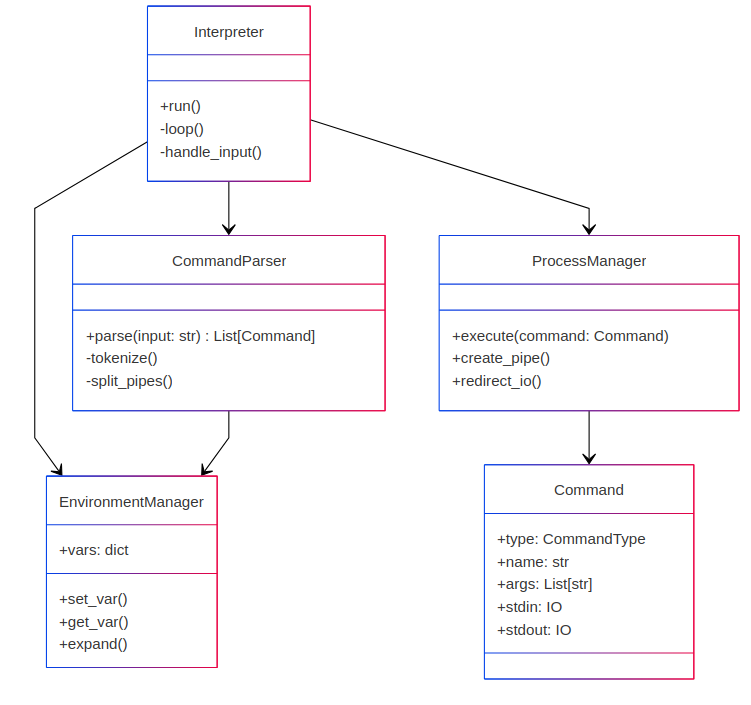 Interpreter
+run()
-loop()
-handle_input()
CommandParser
+parse(input: str) : List[Command]
-tokenize()
-split_pipes()
ProcessManager
+execute(command: Command)
+create_pipe()
+redirect_io()
EnvironmentManager
+vars: dict
+set_var()
+get_var()
+expand()
Command
+type: CommandType
+name: str
+args: List[str]
+stdin: IO
+stdout: IO